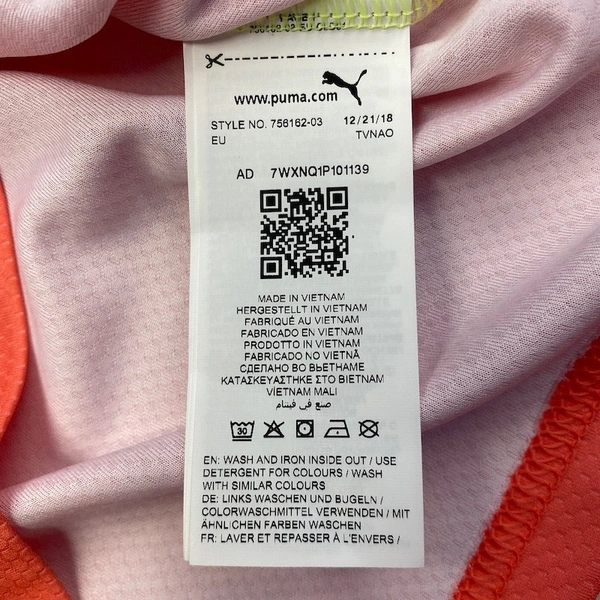 www.puma.com
STYLE NO. 756162-03 12/21/18
EU TVNAO
AD 7WXNQ1P101139
MADE IN VIETNAM
HERGESTELLT IN VIETNAM
FABRIQUÉ AU VIETNAM
FABRICADO EN VIETNAM
PRODOTTO IN VIETNAM
FABRICADO NO VIETNÃ
СДЕЛАНО ВО ВЬЕТНАМЕ
ΚΑΤΑΣΚΕΥΑΣΤΗΚΕ ΣΤΟ ΒΙΕΤΝΑΜ
VİETNAM MALI
صنع في فيتنام
30
EN: WASH AND IRON INSIDE OUT / USE
DETERGENT FOR COLOURS / WASH
WITH SIMILAR COLOURS
DE: LINKS WASCHEN UND BUGELN /
COLORWASCHMITTEL VERWENDEN / MIT
ÄHNLICHEN FARBEN WASCHEN
FR: LAVER ET REPASSER À L'ENVERS /